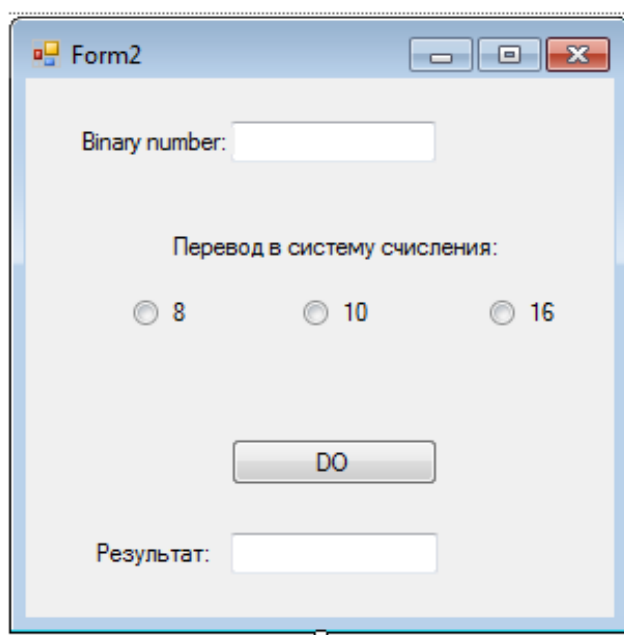 Form2
Binary number:
Перевод в систему счисления:
8 10 16
DO
Результат: